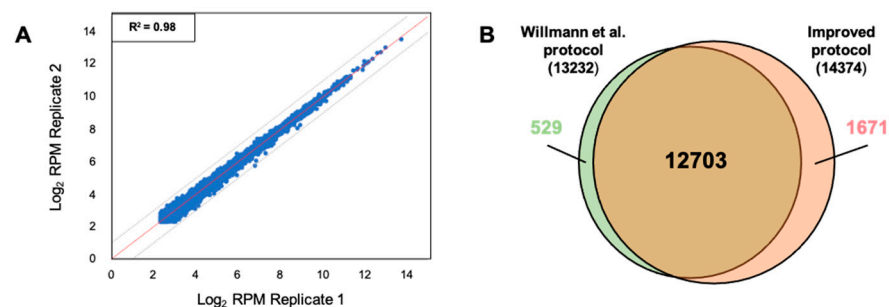 A
R² = 0.98
14
12
10
8
6
4
2
0
0 2 4 6 8 10 12 14
Log₂ RPM Replicate 2
Log₂ RPM Replicate 1
B
Willmann et al.
protocol
(13232)
Improved
protocol
(14374)
529
12703
1671